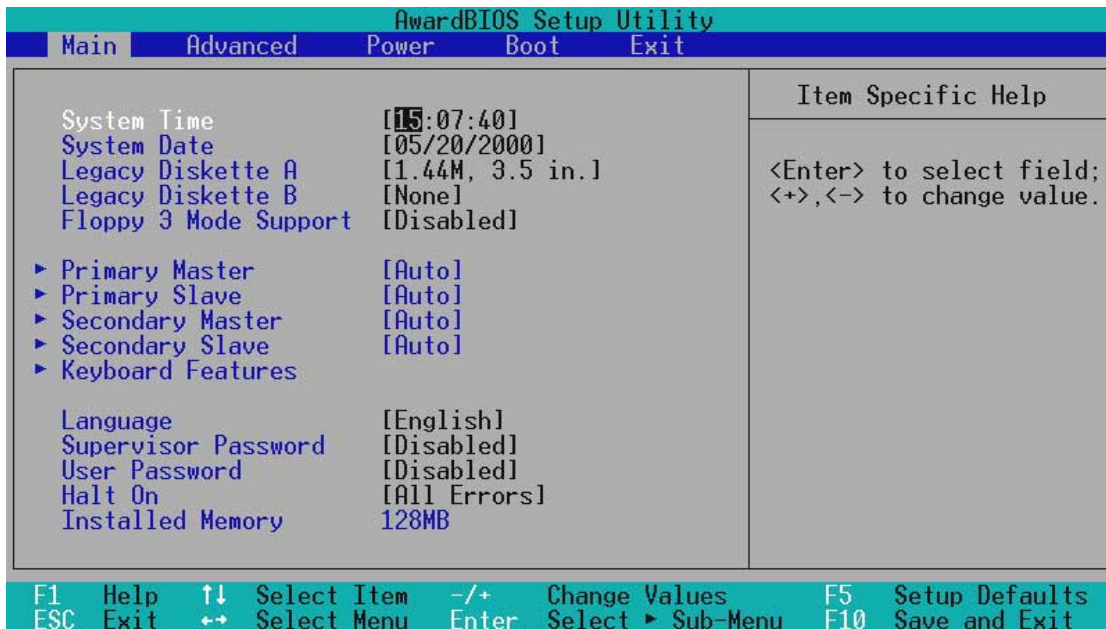 AwardBIOS Setup Utility
Main Advanced Power Boot Exit
Item Specific Help
System Time [15:07:40]
System Date [05/20/2000]
Legacy Diskette A [1.44M, 3.5 in.]
Legacy Diskette B [None]
Floppy 3 Mode Support [Disabled]
<Enter> to select field;
<+>,<-> to change value.
► Primary Master [Auto]
► Primary Slave [Auto]
► Secondary Master [Auto]
► Secondary Slave [Auto]
► Keyboard Features
Language [English]
Supervisor Password [Disabled]
User Password [Disabled]
Halt On [All Errors]
Installed Memory 128MB
F1 Help ↑↓ Select Item -/+ Change Values F5 Setup Defaults
ESC Exit ←→ Select Menu Enter Select ► Sub-Menu F10 Save and Exit